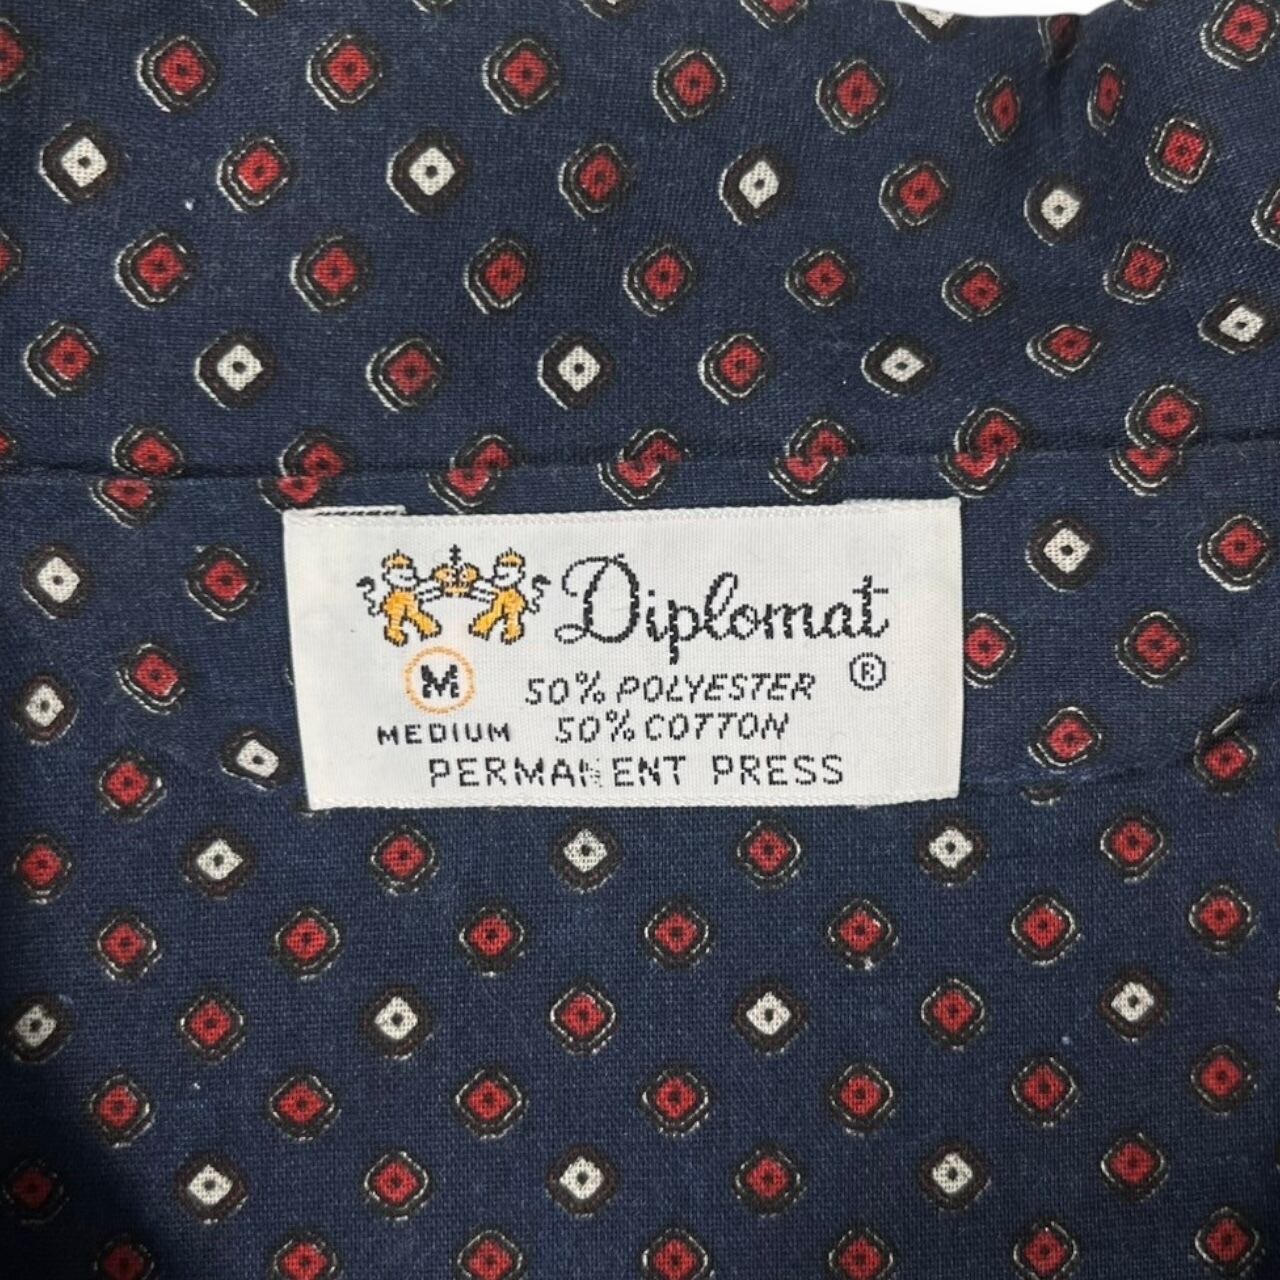 Diplomat
®
M
50% POLYESTER
MEDIUM 50% COTTON
PERMANENT PRESS